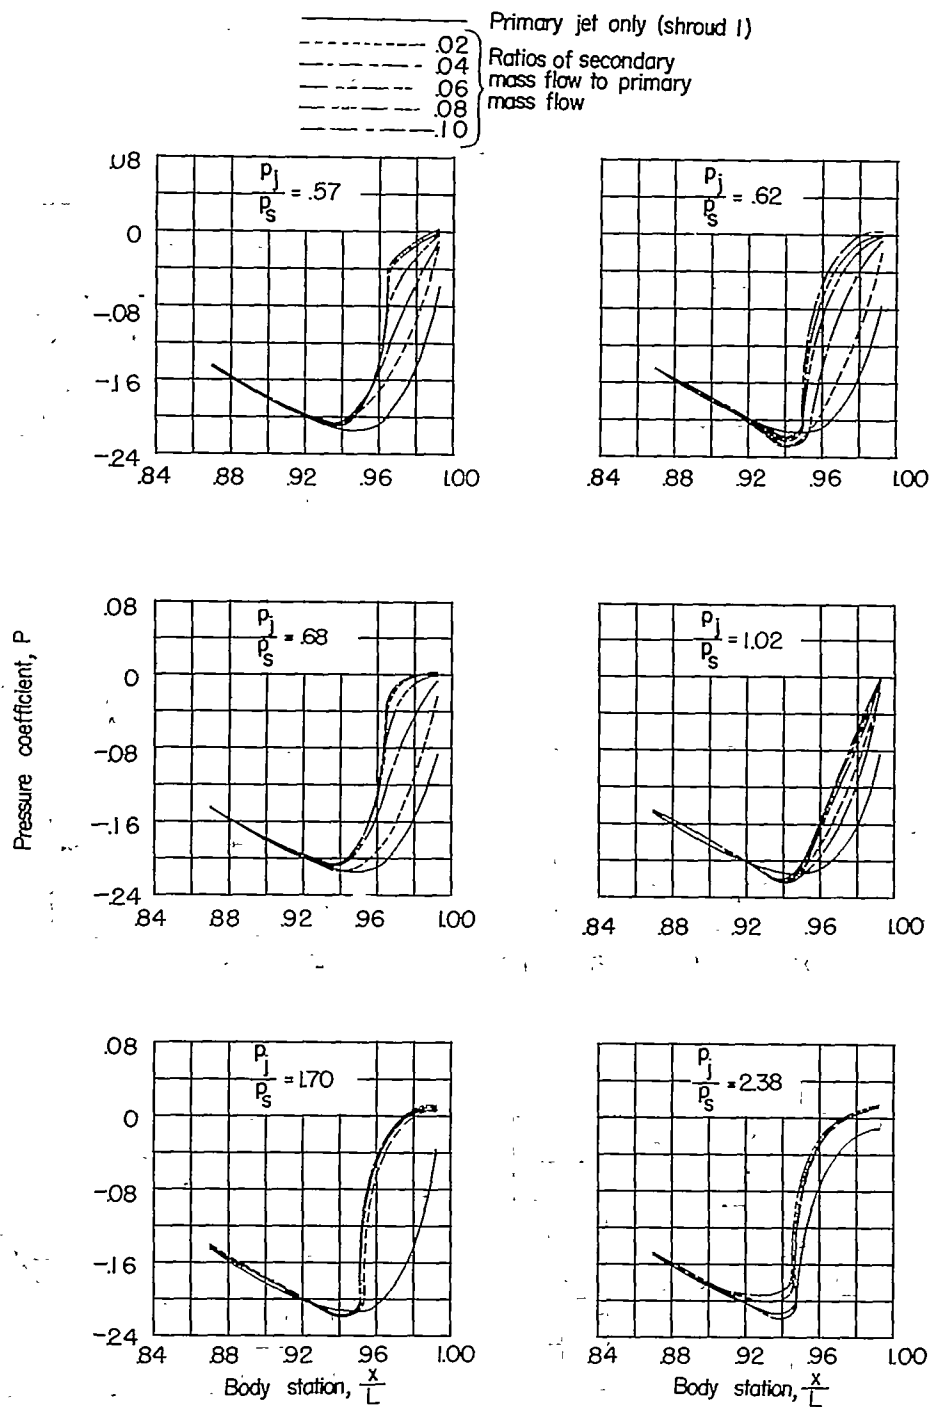 Primary jet only (shroud 1)
.02
.04
.06
.08
.10
Ratios of secondary
mass flow to primary
mass flow
Pressure coefficient, P
.08
0
-.08
-.16
-.24
.84 .88 .92 .96 1.00
pj/ps = .57
.84 .88 .92 .96 1.00
pj/ps = .62
.08
0
-.08
-.16
-.24
.84 .88 .92 .96 1.00
pj/ps = .68
.84 .88 .92 .96 1.00
pj/ps = 1.02
.08
0
-.08
-.16
-.24
.84 .88 .92 .96 1.00
pj/ps = 1.70
Body station, x/L
.84 .88 .92 .96 1.00
pj/ps = 2.38
Body station, x/L